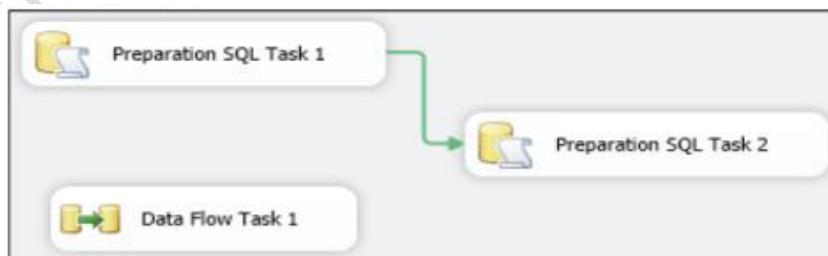 Preparation SQL Task 1
Preparation SQL Task 2
Data Flow Task 1